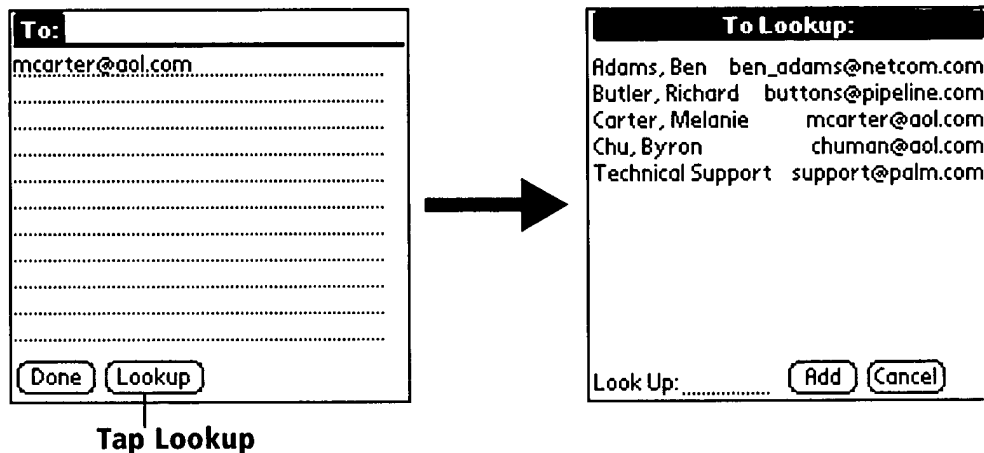 To:
mcarter@aol.com
Done Lookup
Tap Lookup
To Lookup:
Adams, Ben ben_adams@netcom.com
Butler, Richard buttons@pipeline.com
Carter, Melanie mcarter@aol.com
Chu, Byron chuman@aol.com
Technical Support support@palm.com
Look Up: Add Cancel